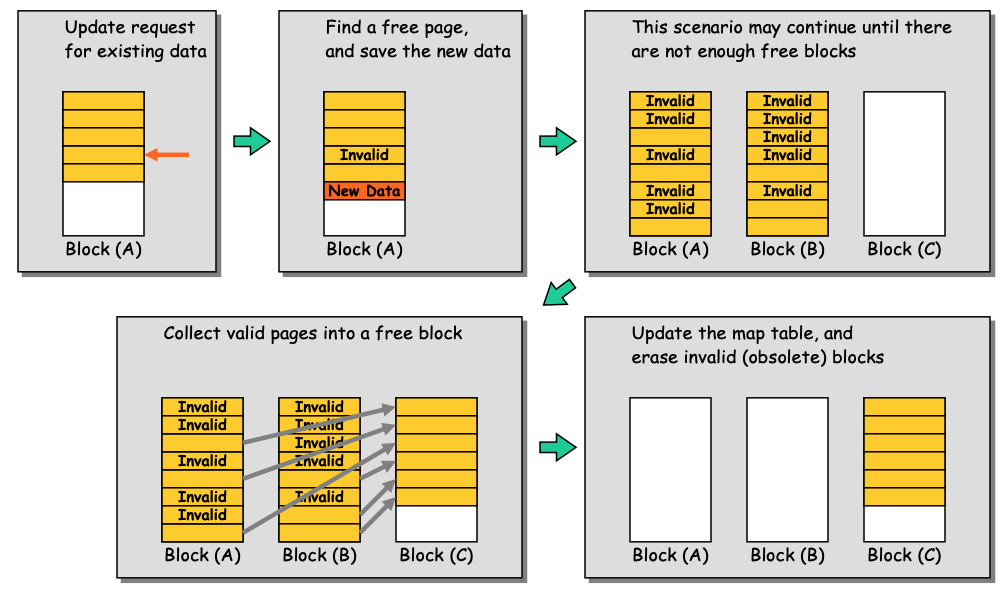 Update request
for existing data
Block (A)
Find a free page,
and save the new data
Invalid
New Data
Block (A)
This scenario may continue until there
are not enough free blocks
Invalid
Invalid
Invalid
Invalid
Invalid
Block (A)
Invalid
Invalid
Invalid
Invalid
Invalid
Block (B)
Block (C)
Collect valid pages into a free block
Invalid
Invalid
Invalid
Invalid
Invalid
Block (A)
Invalid
Invalid
Invalid
Invalid
Invalid
Block (B)
Block (C)
Update the map table, and
erase invalid (obsolete) blocks
Block (A)
Block (B)
Block (C)